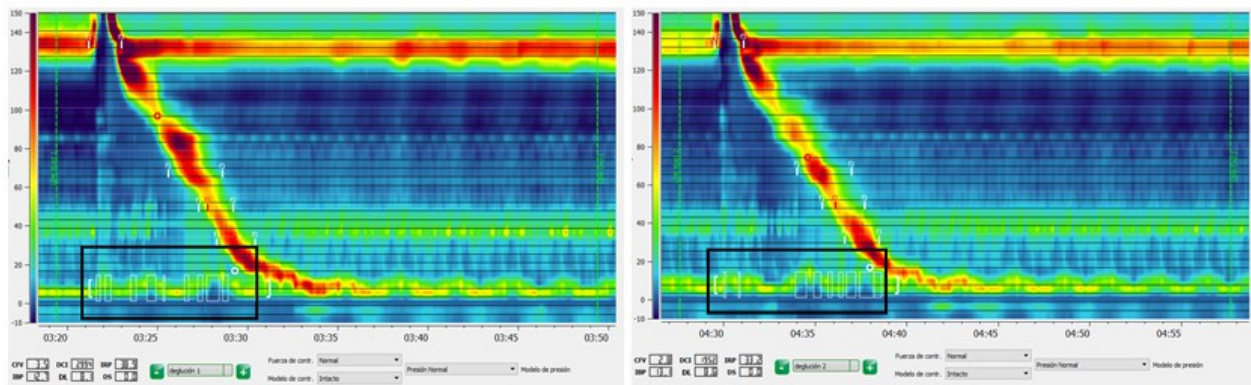 150
140
120
100
80
60
40
20
0
-10
03:20 03:25 03:30 03:35 03:40 03:45 03:50
CFV DCI IRP
IBP DL DS
deglución 1
Fuerza de contr. Normal
Modelo de contr. Intacto
Presión Normal Modelo de presión
150
140
120
100
80
60
40
20
0
-10
04:30 04:35 04:40 04:45 04:50 04:55
CFV DCI IRP
IBP DL DS
deglución 2
Fuerza de contr. Normal
Modelo de contr. Intacto
Presión Normal Modelo de presión